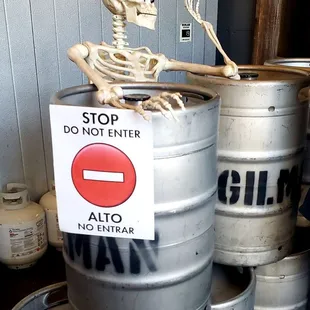 STOP
DO NOT ENTER
ALTO
NO ENTRAR
GIL M
MAN